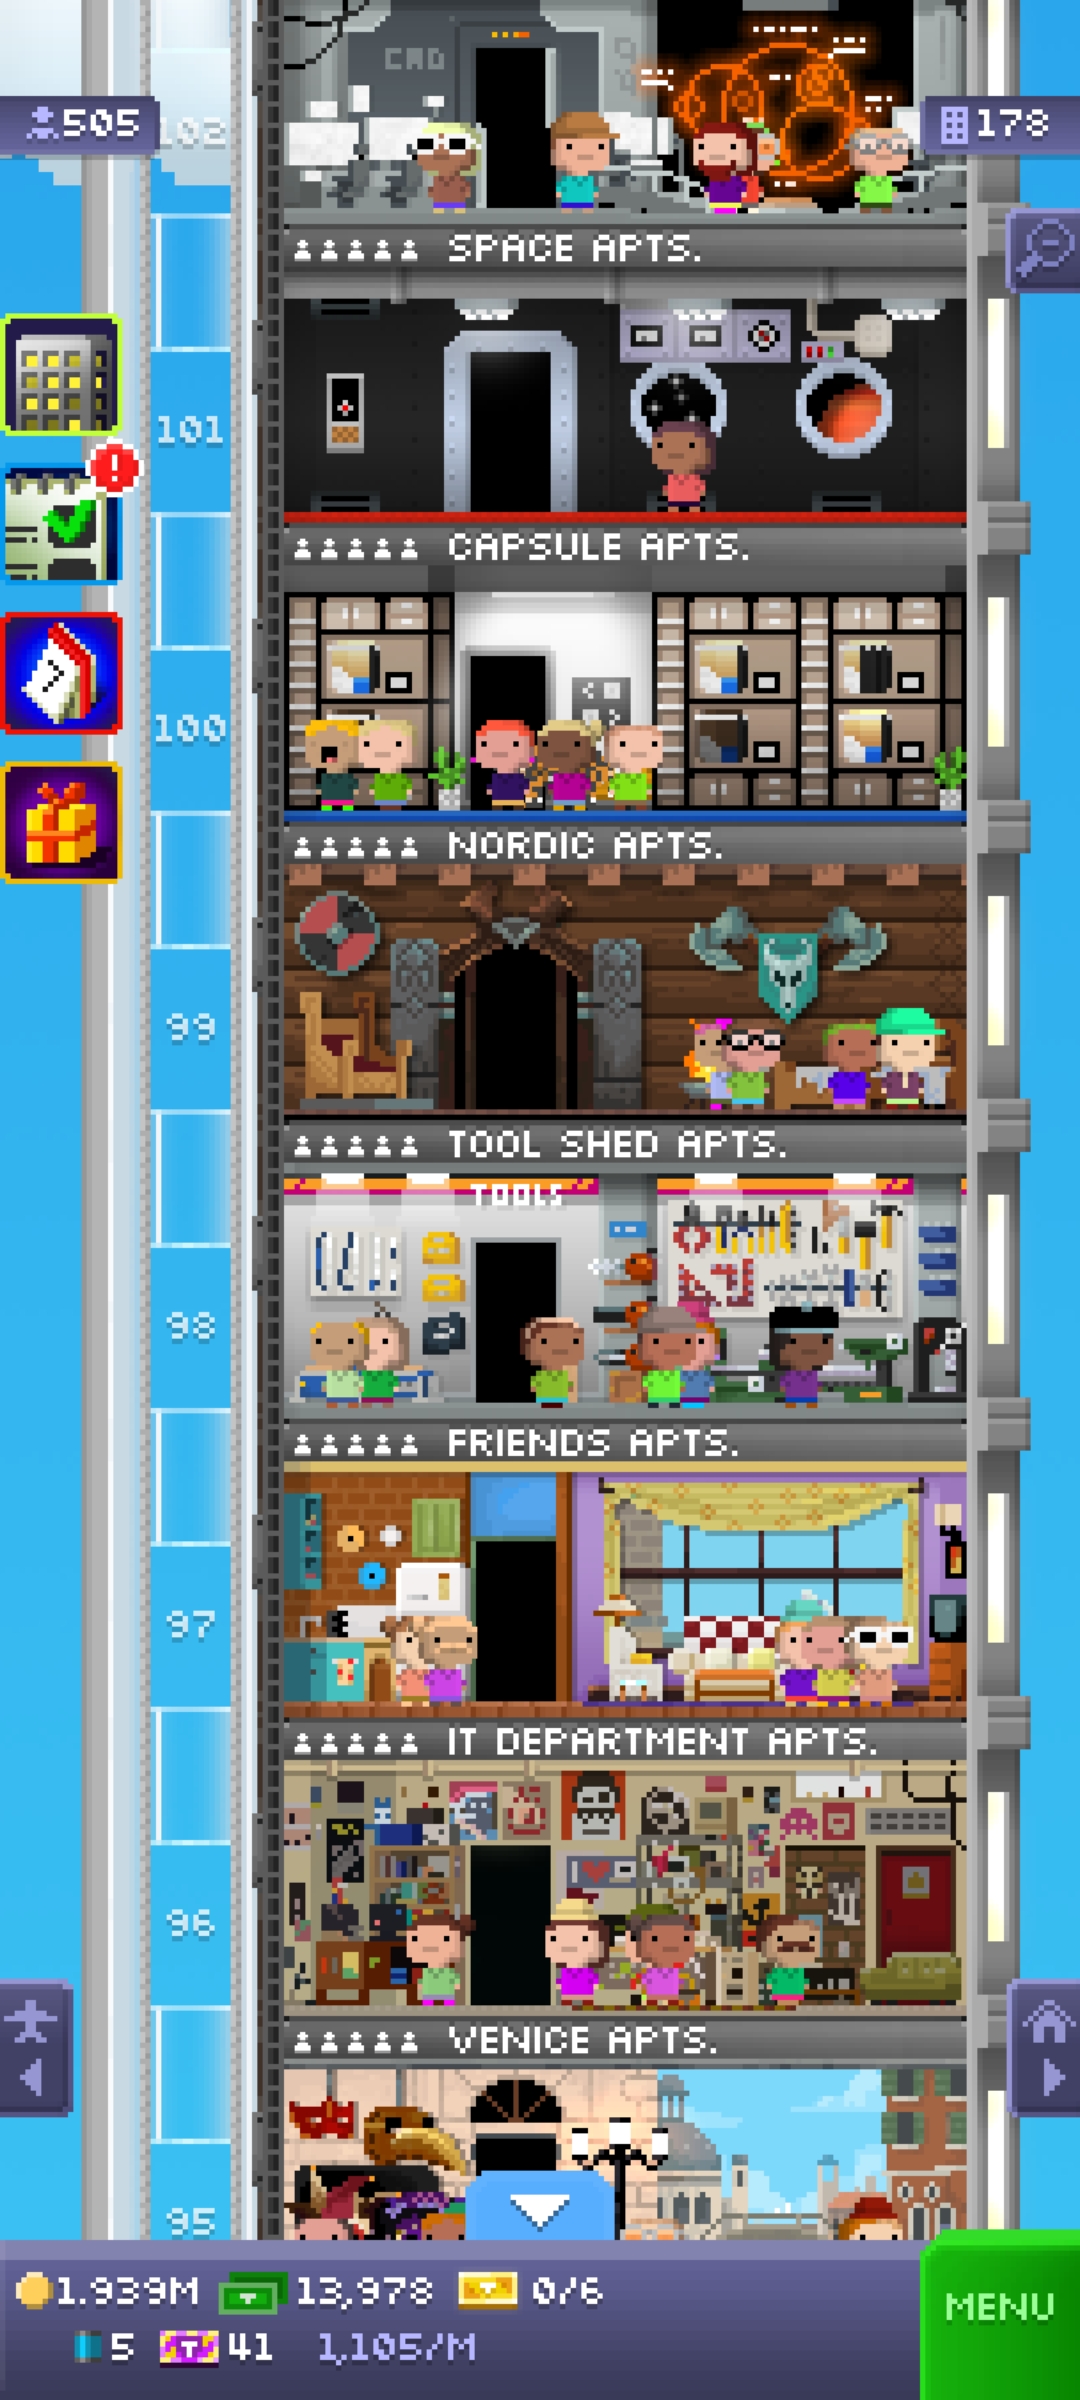 CAD
505
102
178
SPACE APTS.
101
CAPSULE APTS.
100
NORDIC APTS.
99
TOOL SHED APTS.
TOOLS
98
FRIENDS APTS.
97
IT DEPARTMENT APTS.
96
VENICE APTS.
95
1.939M 13,978 0/6
MENU
5 T 41 1,105/M